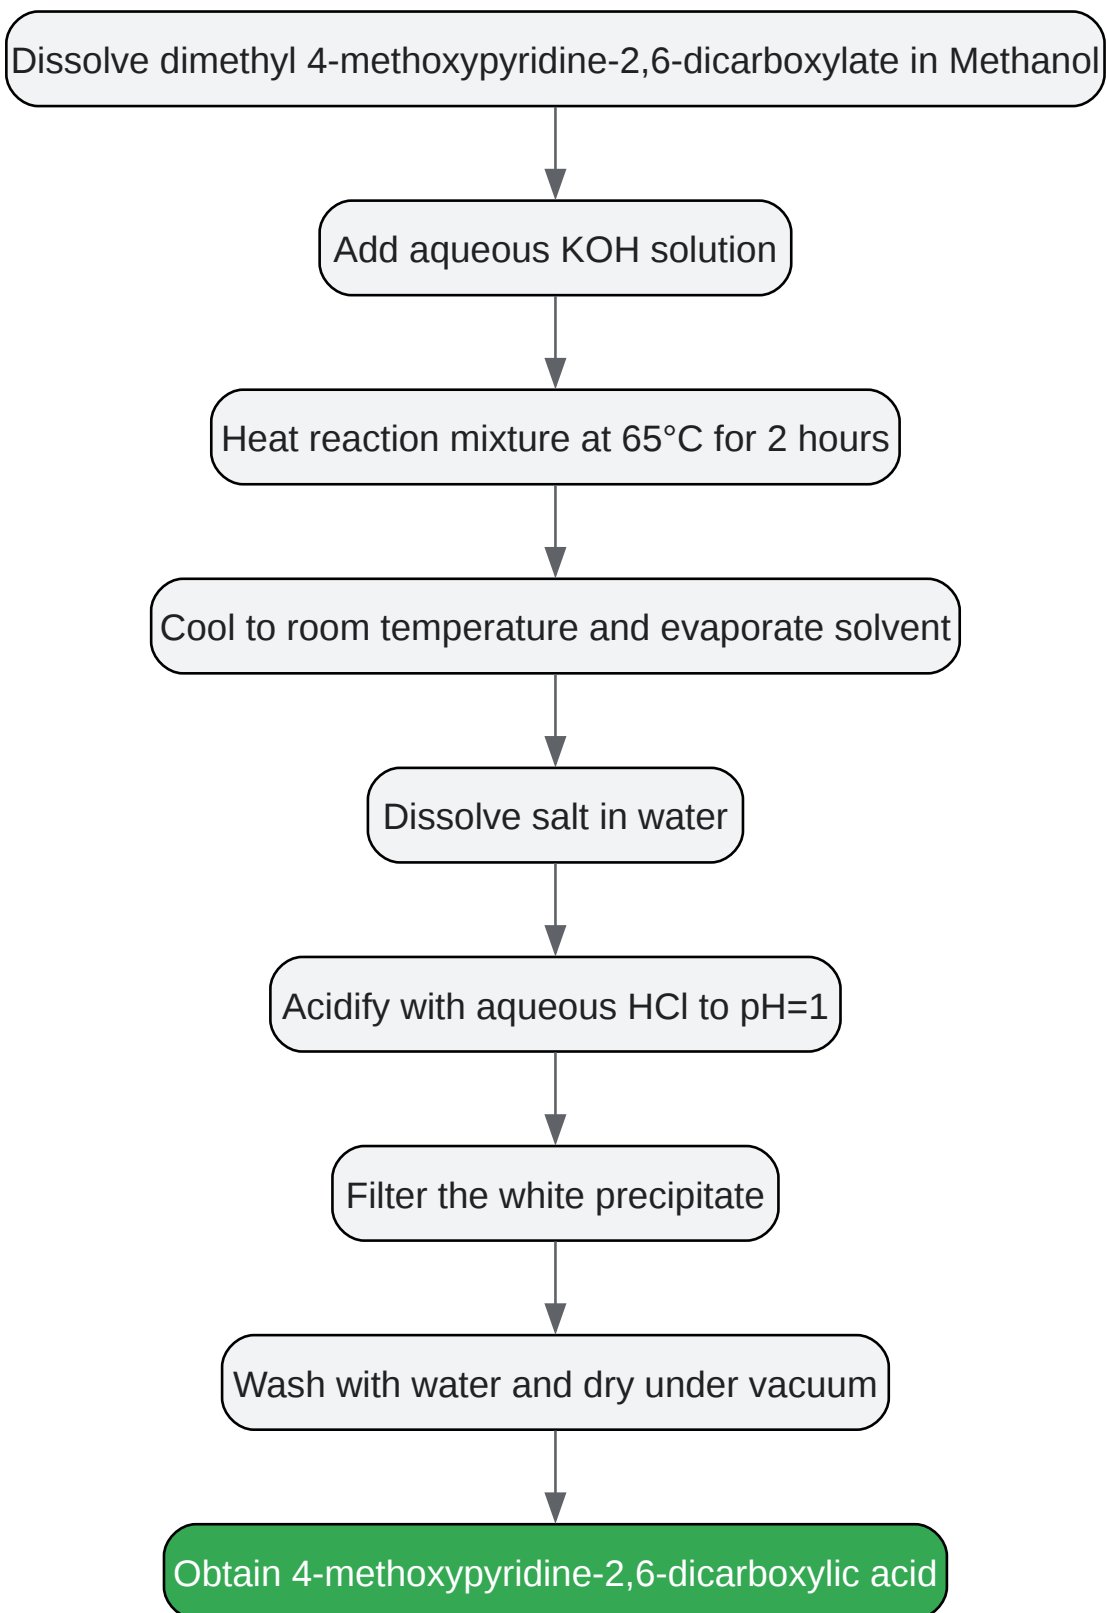 Dissolve dimethyl 4-methoxypyridine-2,6-dicarboxylate in Methanol
Add aqueous KOH solution
Heat reaction mixture at 65°C for 2 hours
Cool to room temperature and evaporate solvent
Dissolve salt in water
Acidify with aqueous HCl to pH=1
Filter the white precipitate
Wash with water and dry under vacuum
Obtain 4-methoxypyridine-2,6-dicarboxylic acid